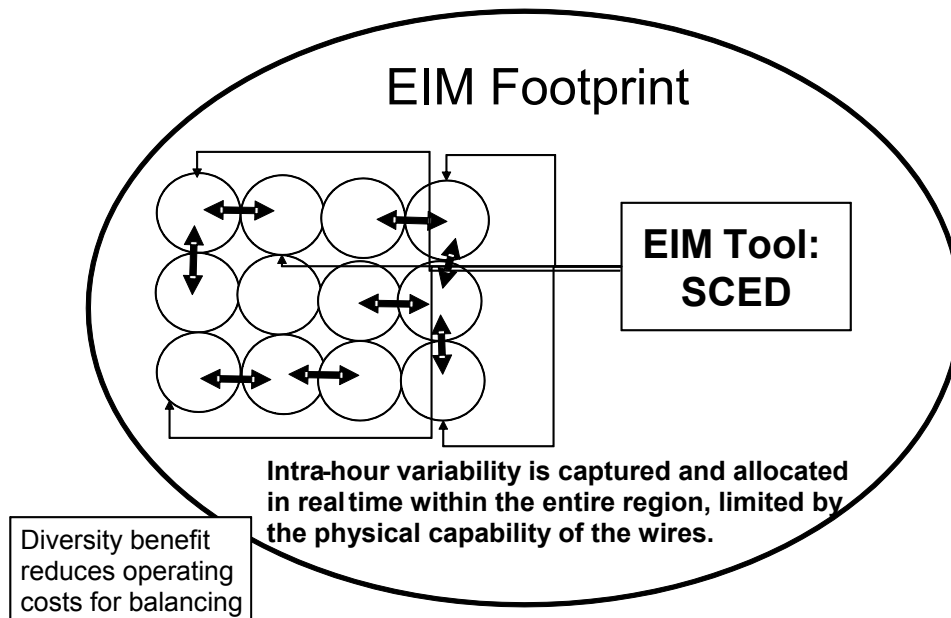 EIM Footprint
EIM Tool:
SCED
Intra-hour variability is captured and allocated
in real time within the entire region, limited by
the physical capability of the wires.
Diversity benefit
reduces operating
costs for balancing